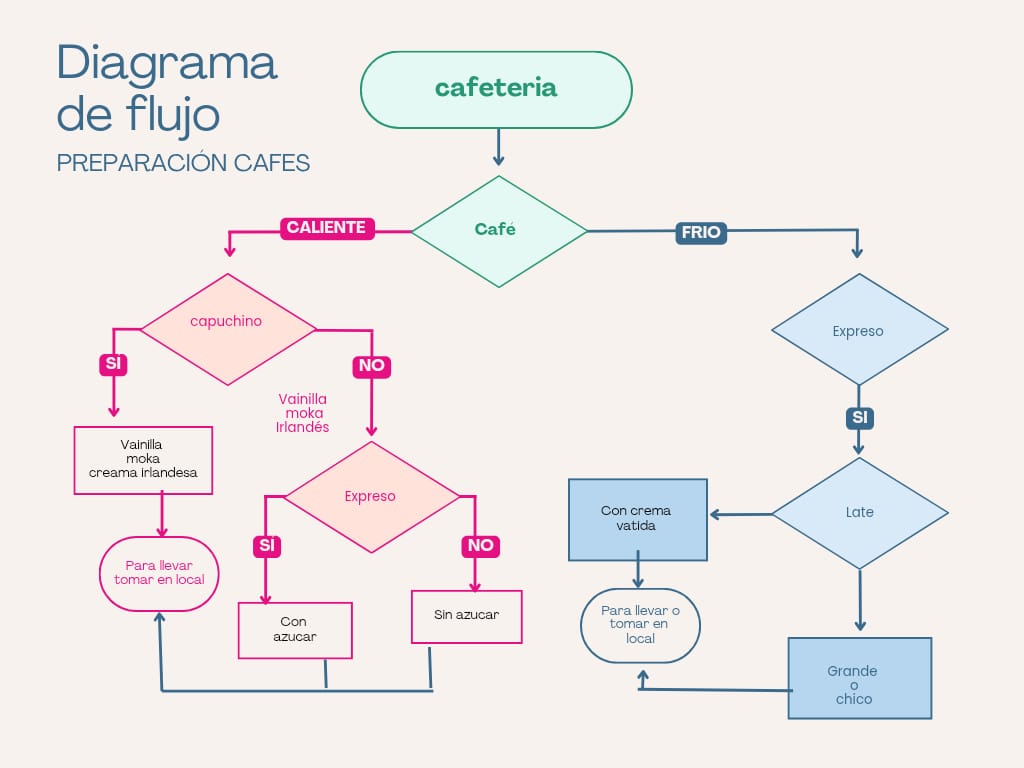 Diagrama
de flujo
PREPARACIÓN CAFES
cafeteria
Café
CALIENTE
FRIO
capuchino
Expreso
SI
NO
SI
Vainilla
moka
Irlandés
Vainilla
moka
creama irlandesa
Expreso
Late
Con crema
vatida
SI
NO
Para llevar
tomar en local
Con
azucar
Sin azucar
Para llevar o
tomar en
local
Grande
o
chico